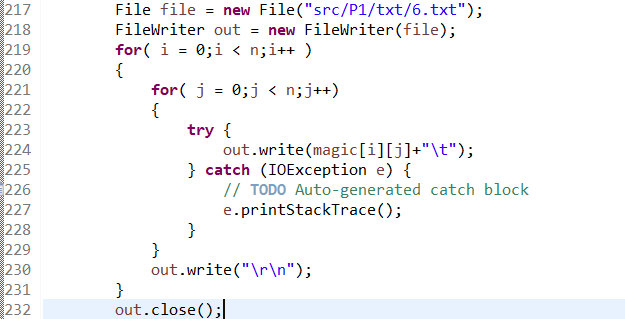 217 File file = new File("src/P1/txt/6.txt");
218 FileWriter out = new FileWriter(file);
219 for( i = 0;i < n;i++ )
220 {
221 for( j = 0;j < n;j++)
222 {
223 try {
224 out.write(magic[i][j]+"\t");
225 } catch (IOException e) {
226 // TODO Auto-generated catch block
227 e.printStackTrace();
228 }
229 }
230 out.write("\r\n");
231 }
232 out.close();